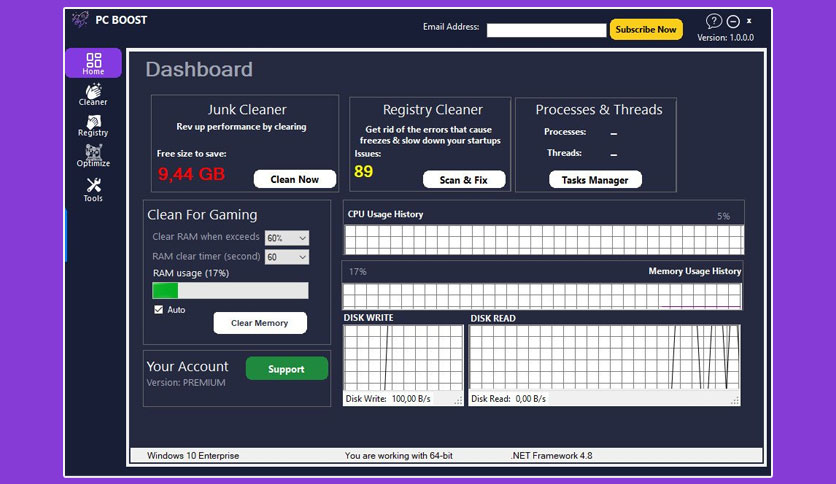 PC BOOST
Email Address:
Subscribe Now
?
Version: 1.0.0.0
Home
Cleaner
Registry
Optimize
Tools
Dashboard
Junk Cleaner
Rev up performance by clearing
Free size to save:
9,44 GB
Clean Now
Registry Cleaner
Get rid of the errors that cause
freezes & slow down your startups
Issues:
89
Scan & Fix
Processes & Threads
Processes: –
Threads: –
Tasks Manager
Clean For Gaming
Clear RAM when exceeds 60%
RAM clear timer (second) 60
RAM usage (17%)
Auto
Clear Memory
CPU Usage History 5%
17% Memory Usage History
DISK WRITE
Disk Write: 100,00 B/s
DISK READ
Disk Read: 0,00 B/s
Your Account
Version: PREMIUM
Support
Windows 10 Enterprise
You are working with 64-bit
.NET Framework 4.8